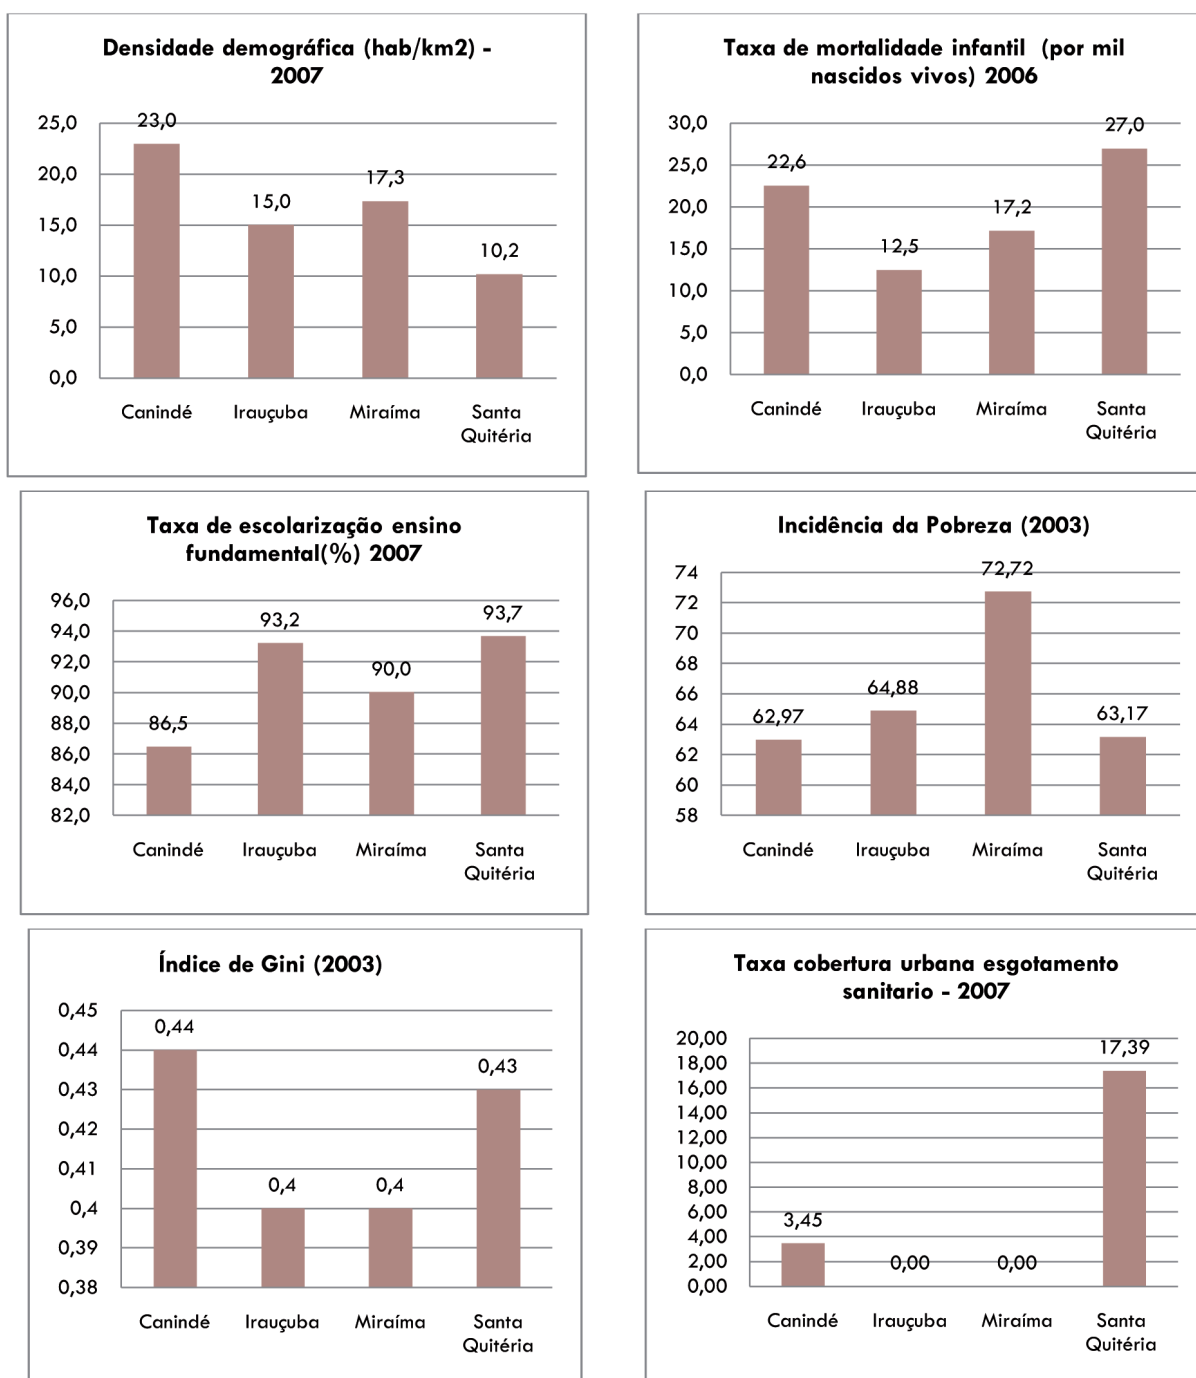 Densidade demográfica (hab/km2) -
2007
25,0
20,0
15,0
10,0
5,0
0,0
23,0
15,0
17,3
10,2
Canindé
Irauçuba
Miraíma
Santa
Quitéria
Taxa de mortalidade infantil (por mil
nascidos vivos) 2006
30,0
25,0
20,0
15,0
10,0
5,0
0,0
22,6
12,5
17,2
27,0
Canindé
Irauçuba
Miraíma
Santa
Quitéria
Taxa de escolarização ensino
fundamental(%) 2007
96,0
94,0
92,0
90,0
88,0
86,0
84,0
82,0
86,5
93,2
90,0
93,7
Canindé
Irauçuba
Miraíma
Santa
Quitéria
Incidência da Pobreza (2003)
74
72
70
68
66
64
62
60
58
62,97
64,88
72,72
63,17
Canindé
Irauçuba
Miraíma
Santa
Quitéria
Índice de Gini (2003)
0,45
0,44
0,43
0,42
0,41
0,4
0,39
0,38
0,44
0,4
0,4
0,43
Canindé
Irauçuba
Miraíma
Santa
Quitéria
Taxa cobertura urbana esgotamento
sanitario - 2007
20,00
18,00
16,00
14,00
12,00
10,00
8,00
6,00
4,00
2,00
0,00
3,45
0,00
0,00
17,39
Canindé
Irauçuba
Miraíma
Santa
Quitéria